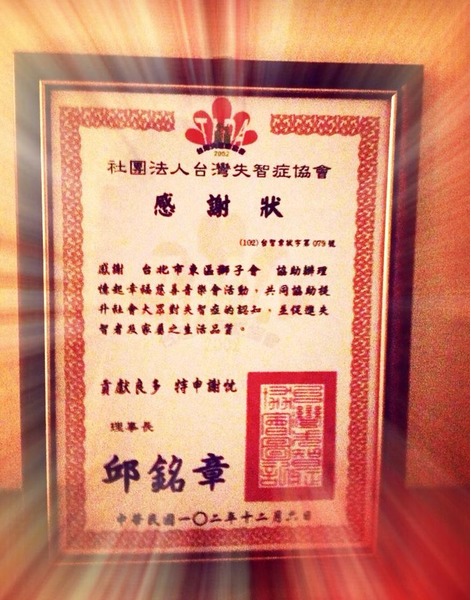 2002
社團法人台灣失智症協會
感謝狀
(102)台智會感字第079號
感謝 台北市東區獅子會 協助辦理
憶起幸福慈善音樂會活動,共同協助提
升社會大眾對失智症的認知,並促進失
智者及家屬之生活品質。
貢獻良多 特申謝忱
理事長
邱銘章
中華民國一〇二年十二月六日